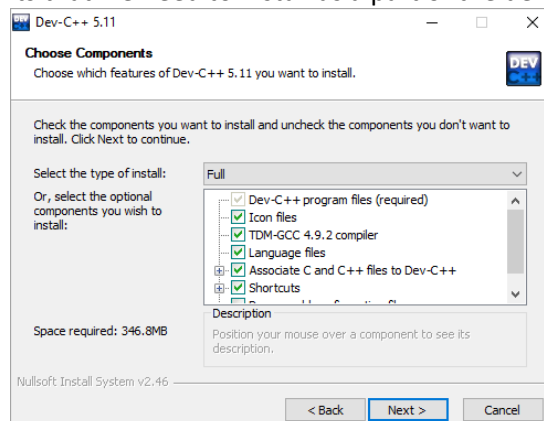 Dev-C++ 5.11
Choose Components
Choose which features of Dev-C++ 5.11 you want to install.
DEV
C++
Check the components you want to install and uncheck the components you don't want to
install. Click Next to continue.
Select the type of install:
Full
Or, select the optional
components you wish to
install:
Dev-C++ program files (required)
Icon files
TDM-GCC 4.9.2 compiler
Language files
Associate C and C++ files to Dev-C++
Shortcuts
Space required: 346.8MB
Description
Position your mouse over a component to see its
description.
Nullsoft Install System v2.46
< Back
Next >
Cancel